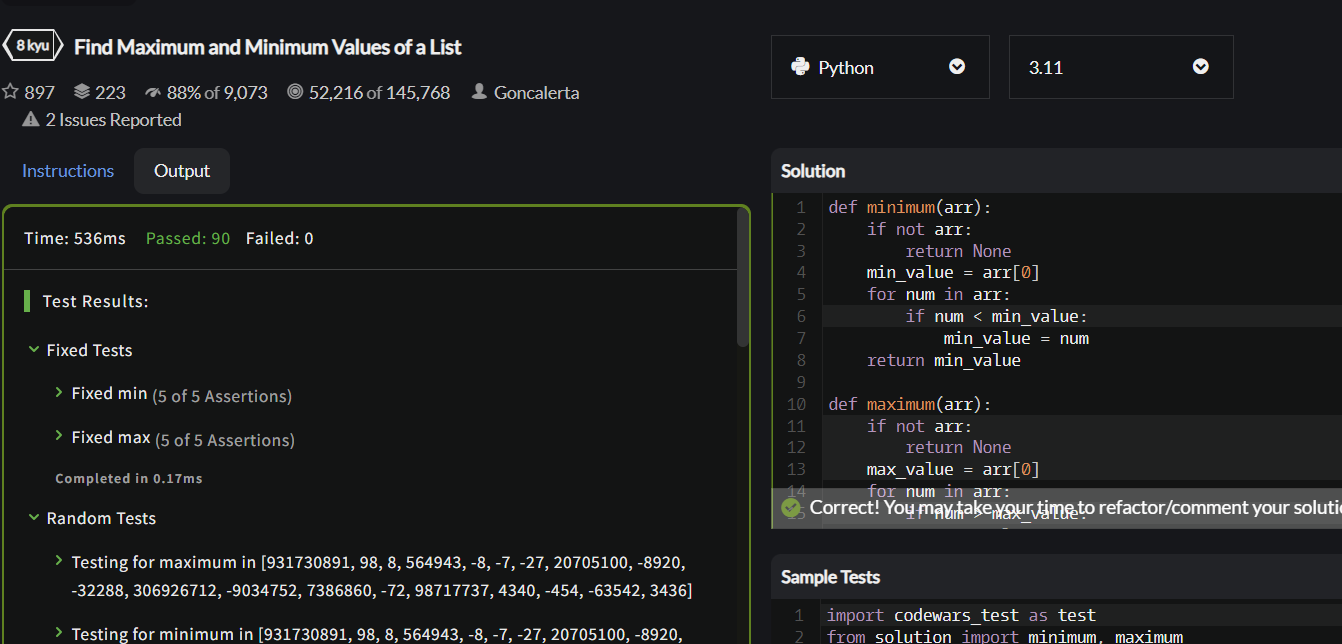 8 kyu Find Maximum and Minimum Values of a List
897 223 88% of 9,073 52,216 of 145,768 Goncalerta
2 Issues Reported
Instructions Output
Time: 536ms Passed: 90 Failed: 0
Test Results:
Fixed Tests
Fixed min (5 of 5 Assertions)
Fixed max (5 of 5 Assertions)
Completed in 0.17ms
Random Tests
Testing for maximum in [931730891, 98, 8, 564943, -8, -7, -27, 20705100, -8920,
-32288, 306926712, -9034752, 7386860, -72, 98717737, 4340, -454, -63542, 3436]
Testing for minimum in [931730891, 98, 8, 564943, -8, -7, -27, 20705100, -8920,
Python 3.11
Solution
1 def minimum(arr):
2     if not arr:
3         return None
4     min_value = arr[0]
5     for num in arr:
6         if num < min_value:
7             min_value = num
8     return min_value
9
10 def maximum(arr):
11     if not arr:
12         return None
13     max_value = arr[0]
14     for num in arr:
15         if num > max_value:
Correct! You may take your time to refactor/comment your soluti
Sample Tests
1 import codewars_test as test
2 from solution import minimum, maximum